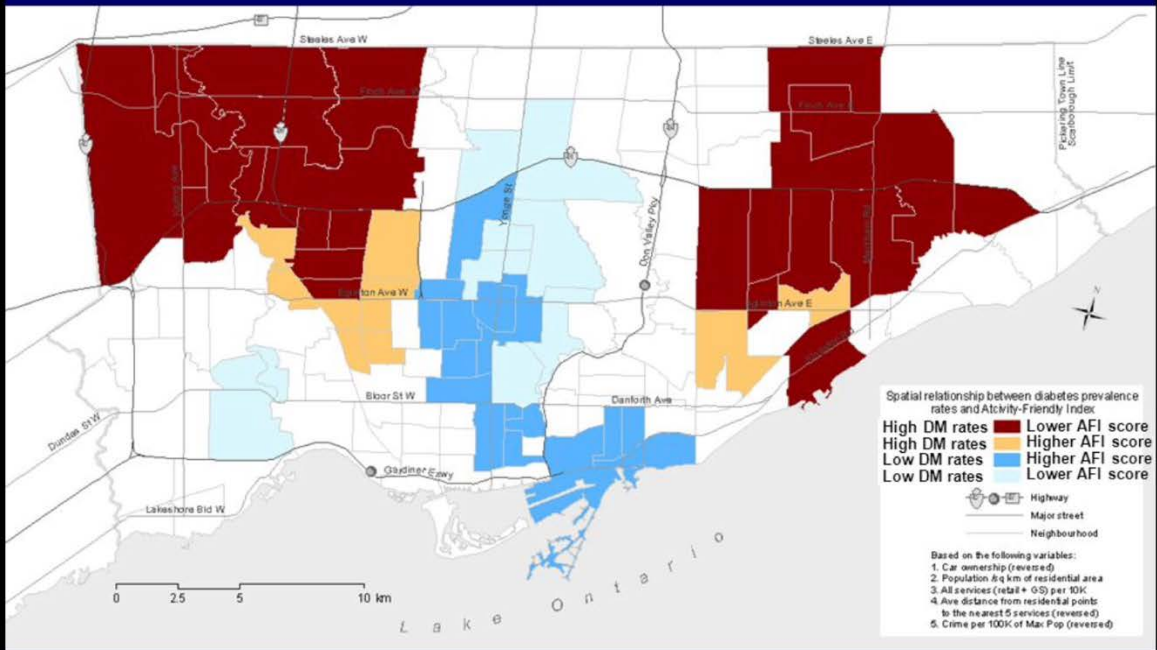 Steeles Ave W
Steeles Ave E
Finch Ave W
Finch Ave E
Pickering Town Line
Scarborough Limit
Yonge St
Don Valley Pky
N
Eglinton Ave W
Eglinton Ave E
Bloor St W
Danforth Ave
Dundas St W
Gardiner Expwy
Lakeshore Bld W
0 2.5 5 10 km
Lake Ontario
Spatial relationship between diabetes prevalence
rates and Atcivity-Friendly Index
High DM rates Lower AFI score
High DM rates Higher AFI score
Low DM rates Higher AFI score
Low DM rates Lower AFI score
Highway
Major street
Neighbourhood
Based on the following variables:
1. Car ownership (reversed)
2. Population /sq km of residential area
3. All services (retail + GS) per 10K
4. Ave distance from residential points
to the nearest 5 services (reversed)
5. Crime per 100K of Max Pop (reversed)